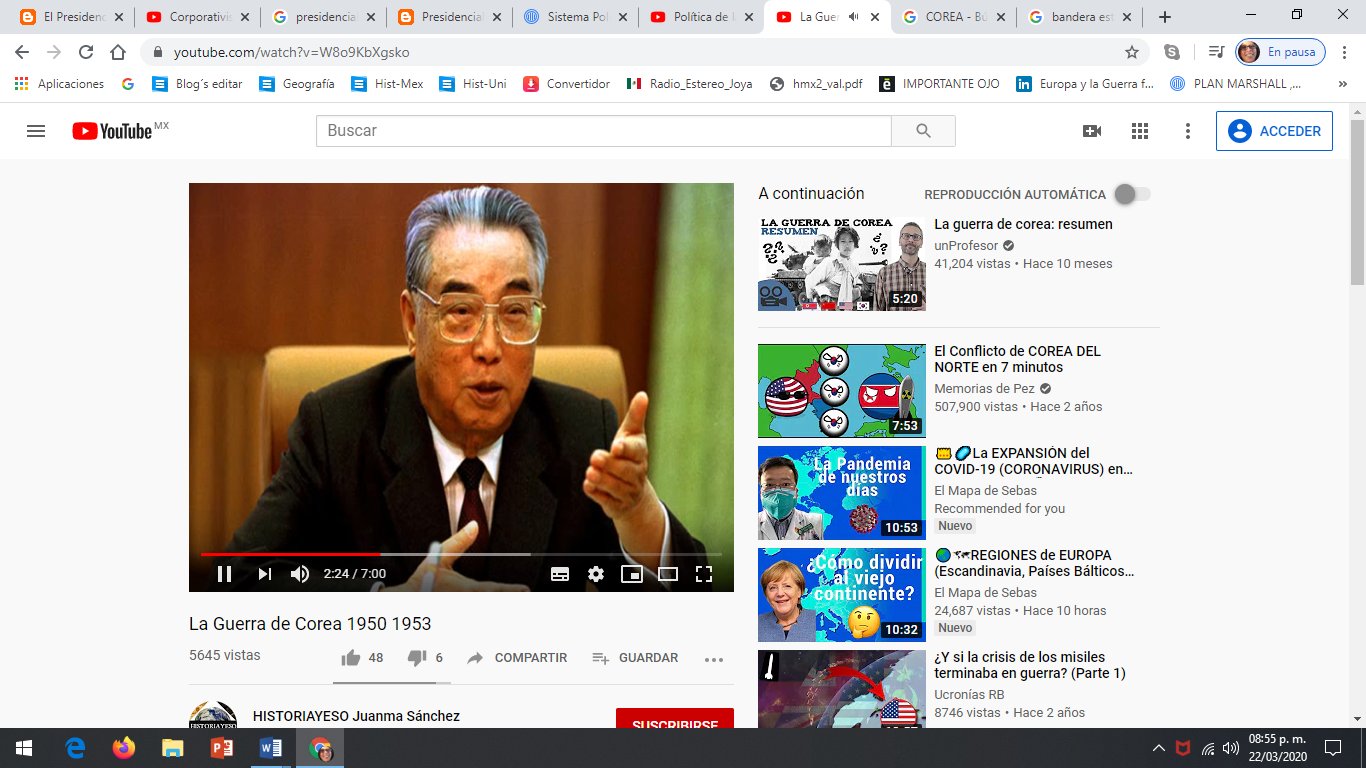 El Presidenc
Corporativis
presidencial
Presidencial
Sistema Pol
Política de l
La Guer
COREA - Bú
bandera est
youtube.com/watch?v=W8o9KbXgsko
En pausa
Aplicaciones
Blog´s editar
Geografía
Hist-Mex
Hist-Uni
Convertidor
Radio_Estereo_Joya
hmx2_val.pdf
IMPORTANTE OJO
Europa y la Guerra f...
PLAN MARSHALL ,...
»
YouTube MX
Buscar
ACCEDER
A continuación
REPRODUCCIÓN AUTOMÁTICA
LA GUERRA DE COREA
RESUMEN
5:20
La guerra de corea: resumen
unProfesor
41,204 vistas • Hace 10 meses
7:53
El Conflicto de COREA DEL
NORTE en 7 minutos
Memorias de Pez
507,900 vistas • Hace 2 años
La Pandemia
de nuestros
días
10:53
La EXPANSIÓN del
COVID-19 (CORONAVIRUS) en...
El Mapa de Sebas
Recommended for you
Nuevo
¿Cómo dividir
al viejo
continente?
10:32
REGIONES de EUROPA
(Escandinavia, Países Bálticos...
El Mapa de Sebas
24,687 vistas • Hace 10 horas
Nuevo
¿Y si la crisis de los misiles
terminaba en guerra? (Parte 1)
Ucronías RB
8746 vistas • Hace 2 años
2:24 / 7:00
La Guerra de Corea 1950 1953
5645 vistas
48
6
COMPARTIR
GUARDAR
HISTORIAYESO
HISTORIAYESO Juanma Sánchez
SUSCRIBIRSE
08:55 p. m.
22/03/2020